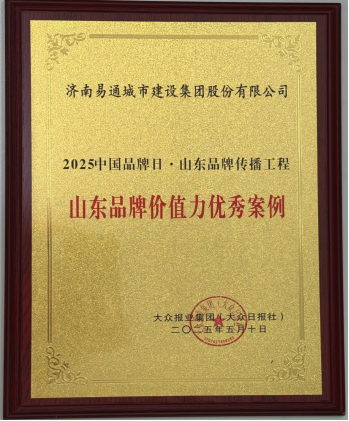 济南易通城市建设集团股份有限公司
2025中国品牌日·山东品牌传播工程
山东品牌价值力优秀案例
大众报业集团(大众日报社)
二〇二五年五月十日